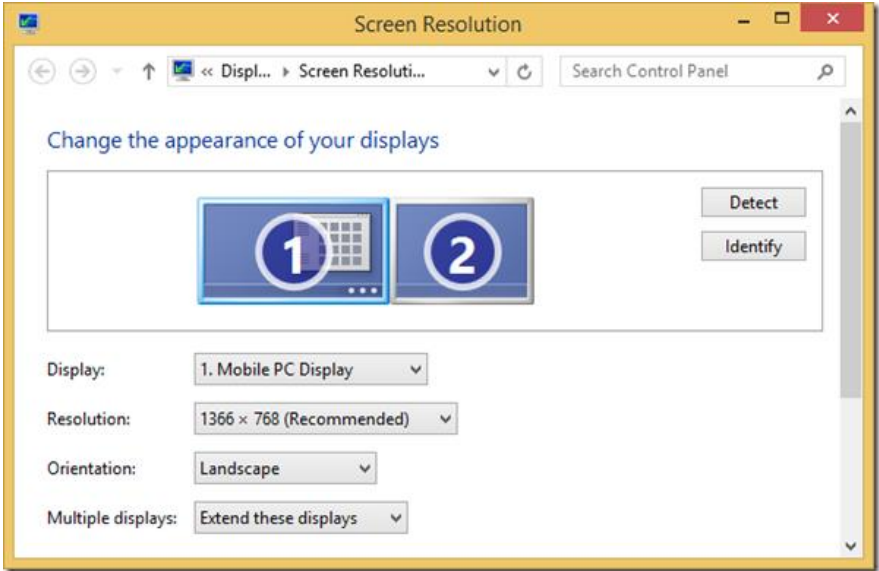 Screen Resolution
« Displ... Screen Resoluti... Search Control Panel
Change the appearance of your displays
1 2
Detect
Identify
Display: 1. Mobile PC Display
Resolution: 1366 × 768 (Recommended)
Orientation: Landscape
Multiple displays: Extend these displays